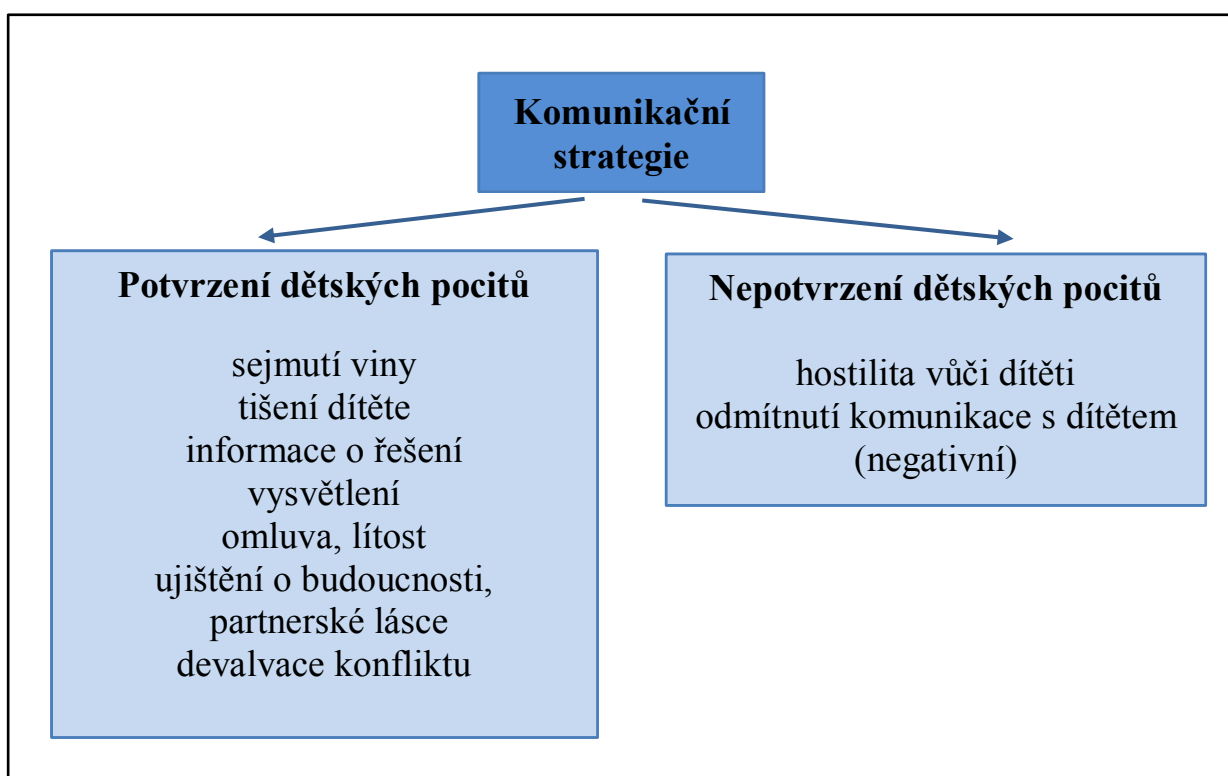 Komunikační
strategie
Potvrzení dětských pocitů
sejmutí viny
tišení dítěte
informace o řešení
vysvětlení
omluva, lítost
ujištění o budoucnosti,
partnerské lásce
devalvace konfliktu
Nepotvrzení dětských pocitů
hostilita vůči dítěti
odmítnutí komunikace s dítětem
(negativní)